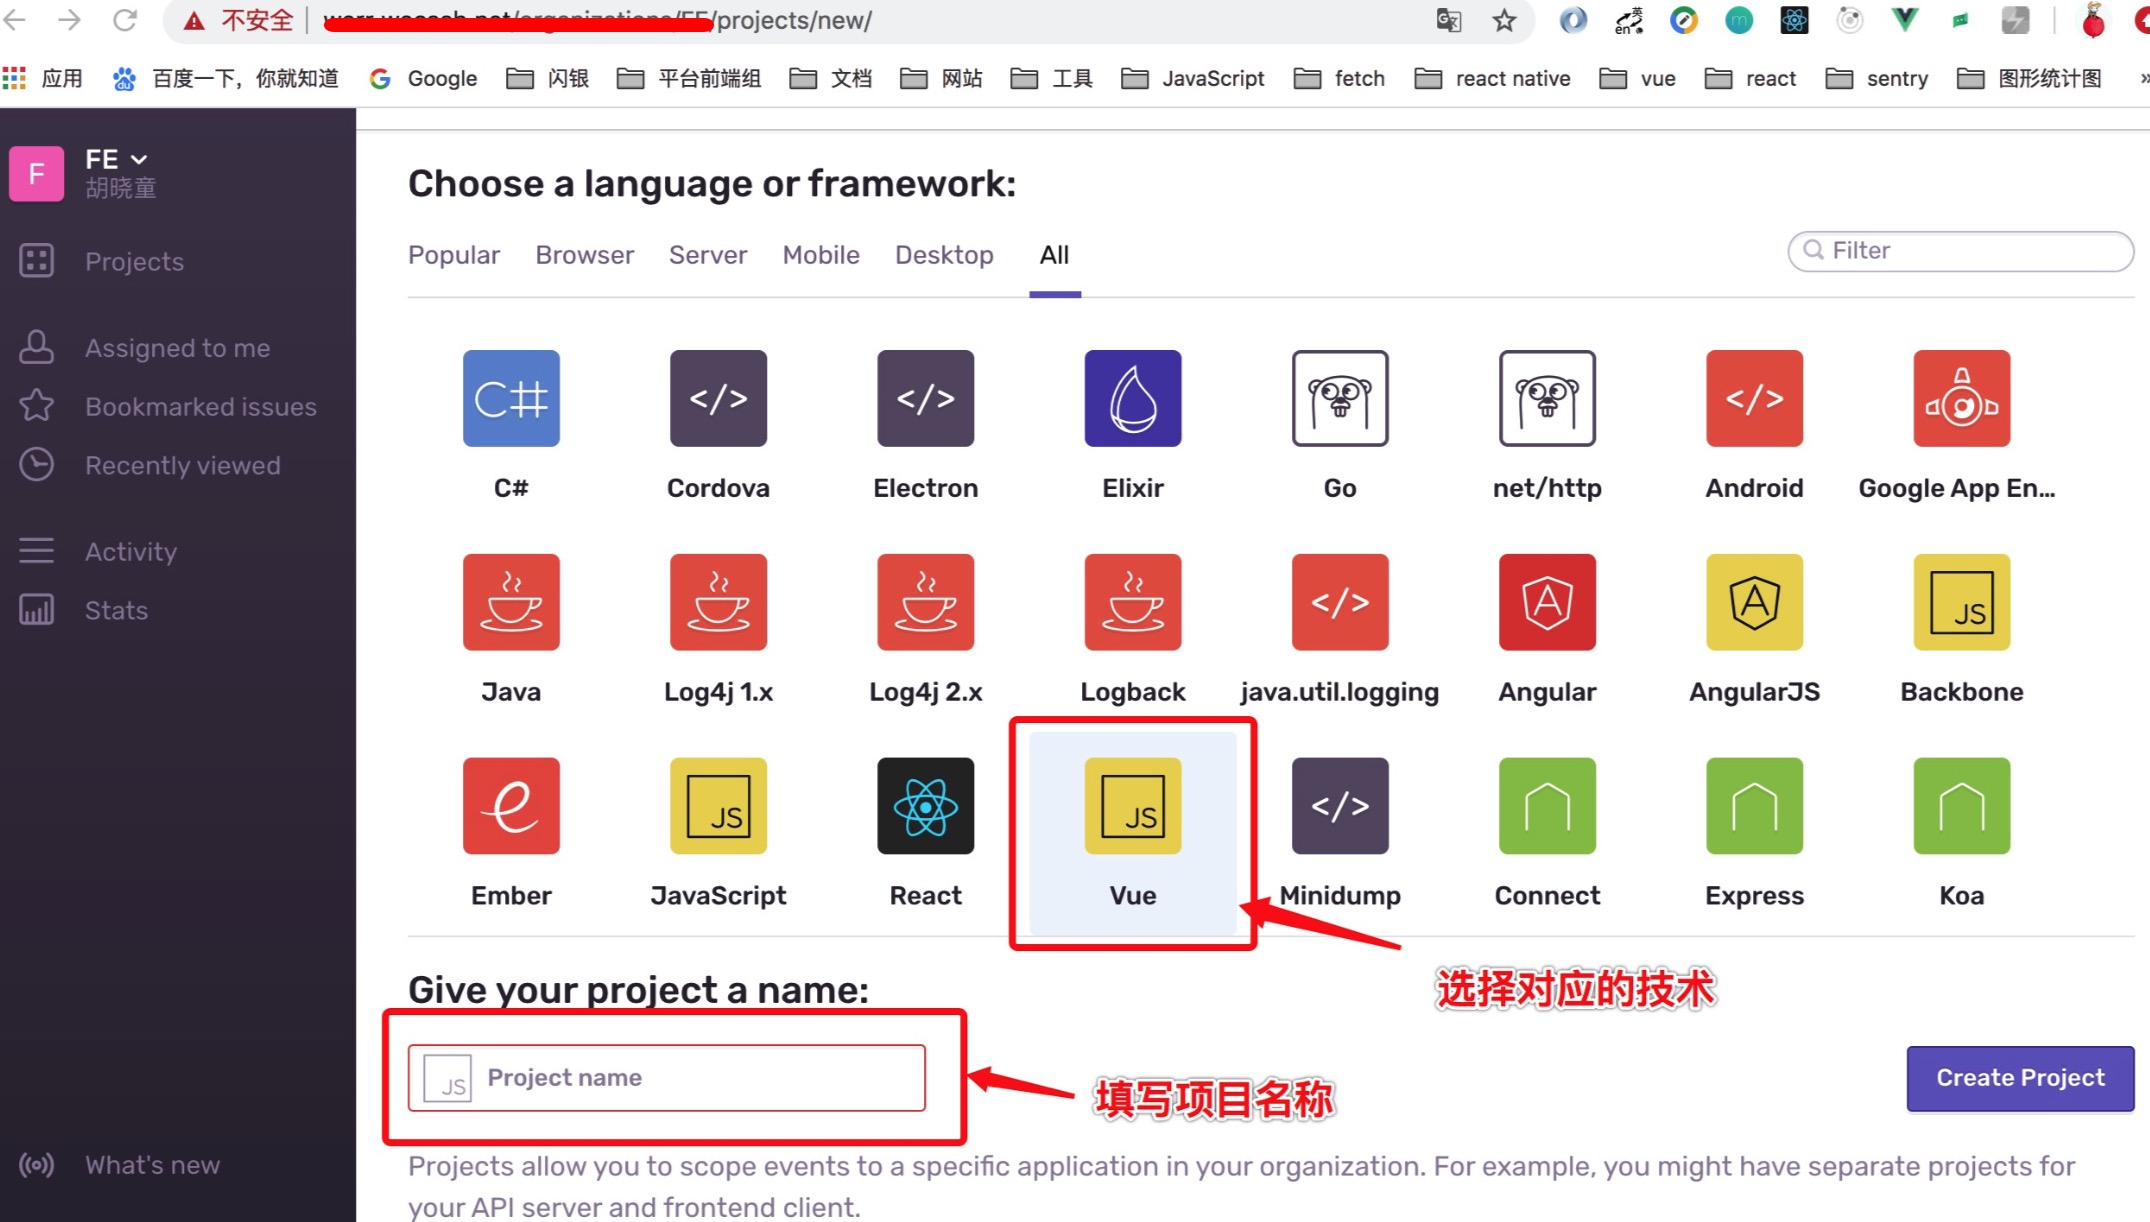 不安全 /projects/new/
应用 百度一下，你就知道 Google 闪银 平台前端组 文档 网站 工具 JavaScript fetch react native vue react sentry 图形统计图 »
F FE
胡晓童
Projects
Assigned to me
Bookmarked issues
Recently viewed
Activity
Stats
What's new
Choose a language or framework:
Popular Browser Server Mobile Desktop All
Filter
C# </> </> </>
C# Cordova Electron Elixir Go net/http Android Google App En...
</> A A JS
Java Log4j 1.x Log4j 2.x Logback java.util.logging Angular AngularJS Backbone
e JS JS </>
Ember JavaScript React Vue Minidump Connect Express Koa
选择对应的技术
Give your project a name:
JS Project name
填写项目名称
Create Project
Projects allow you to scope events to a specific application in your organization. For example, you might have separate projects for
your API server and frontend client.